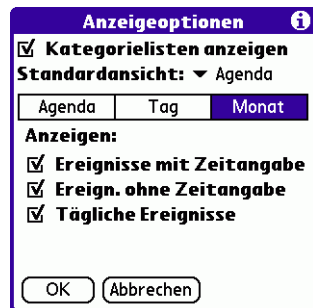 Anzeigeoptionen
Kategorielisten anzeigen
Standardansicht: Agenda
Agenda Tag Monat
Anzeigen:
Ereignisse mit Zeitangabe
Ereign. ohne Zeitangabe
Tägliche Ereignisse
OK Abbrechen